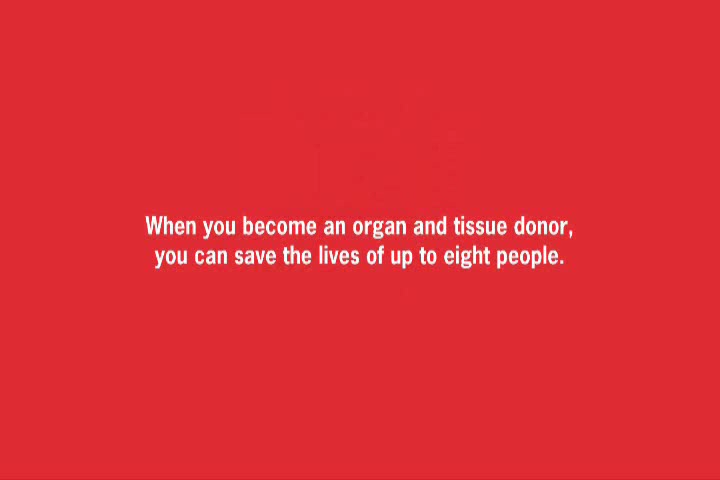 When you become an organ and tissue donor,
you can save the lives of up to eight people.